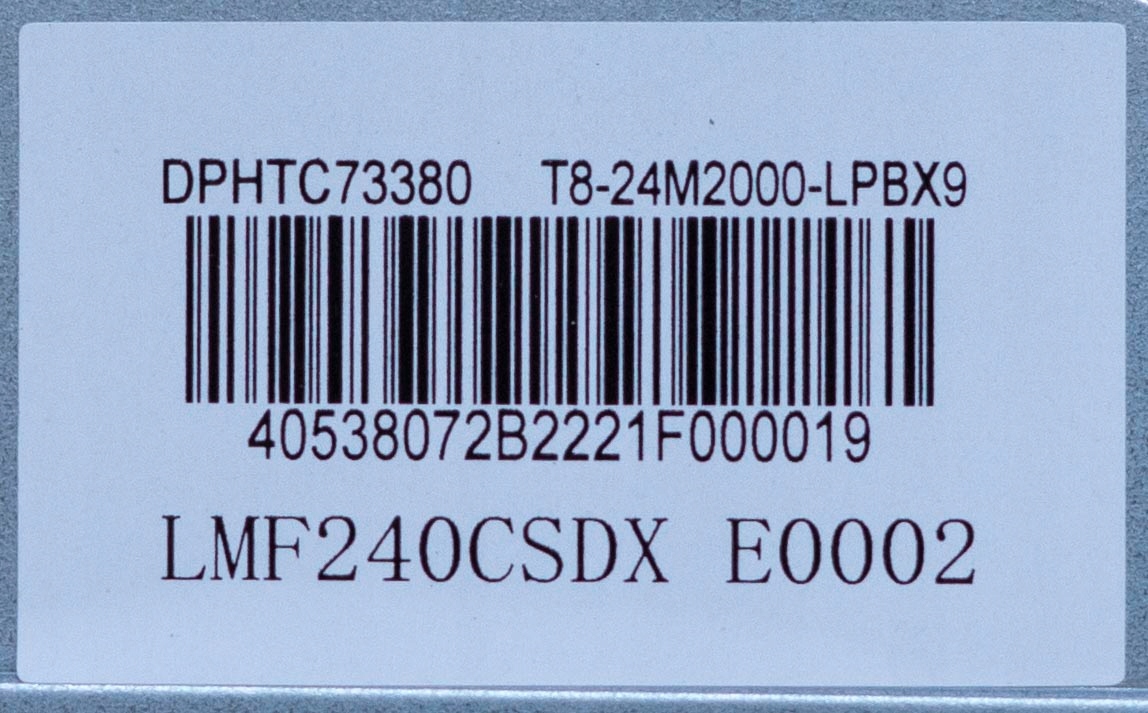 DPHTC73380 T8-24M2000-LPBX9
40538072B2221F000019
LMF240CSDX E0002